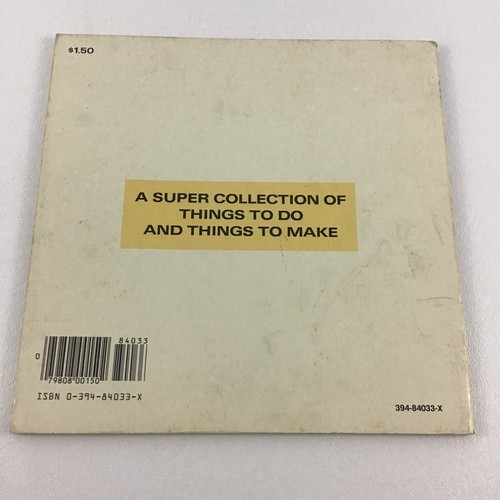 $1.50
A SUPER COLLECTION OF
THINGS TO DO
AND THINGS TO MAKE
84033
0
79808 00150
ISBN 0-394-84033-X
394-84033-X